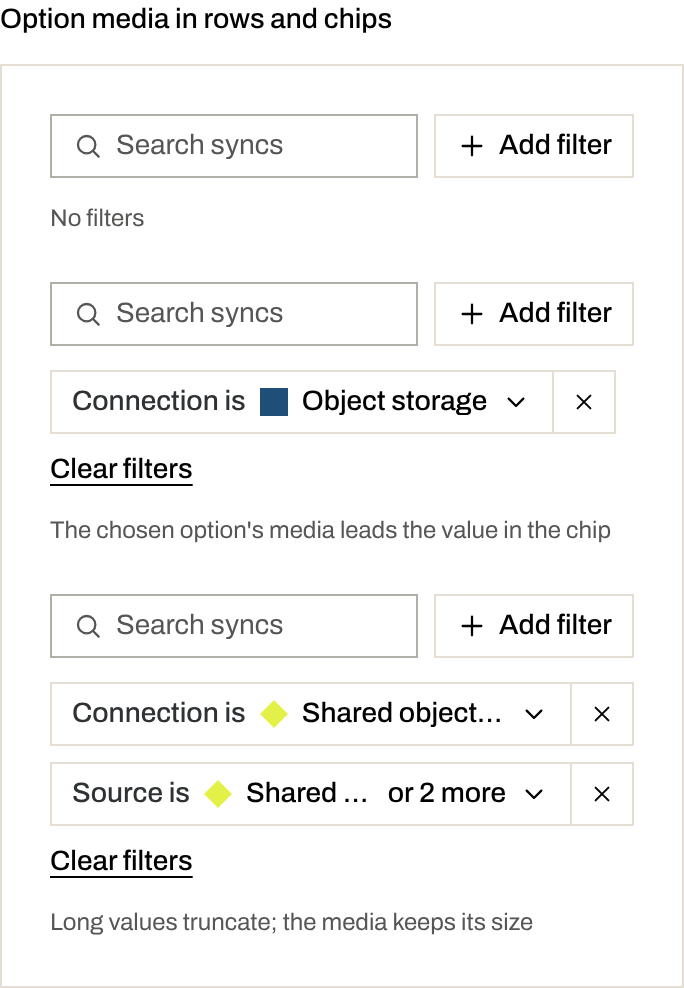 Option media in rows and chips
Search syncs
Add filter
No filters
Search syncs
Add filter
Connection is Object storage
Clear filters
The chosen option's media leads the value in the chip
Search syncs
Add filter
Connection is Shared object...
Source is Shared ... or 2 more
Clear filters
Long values truncate; the media keeps its size